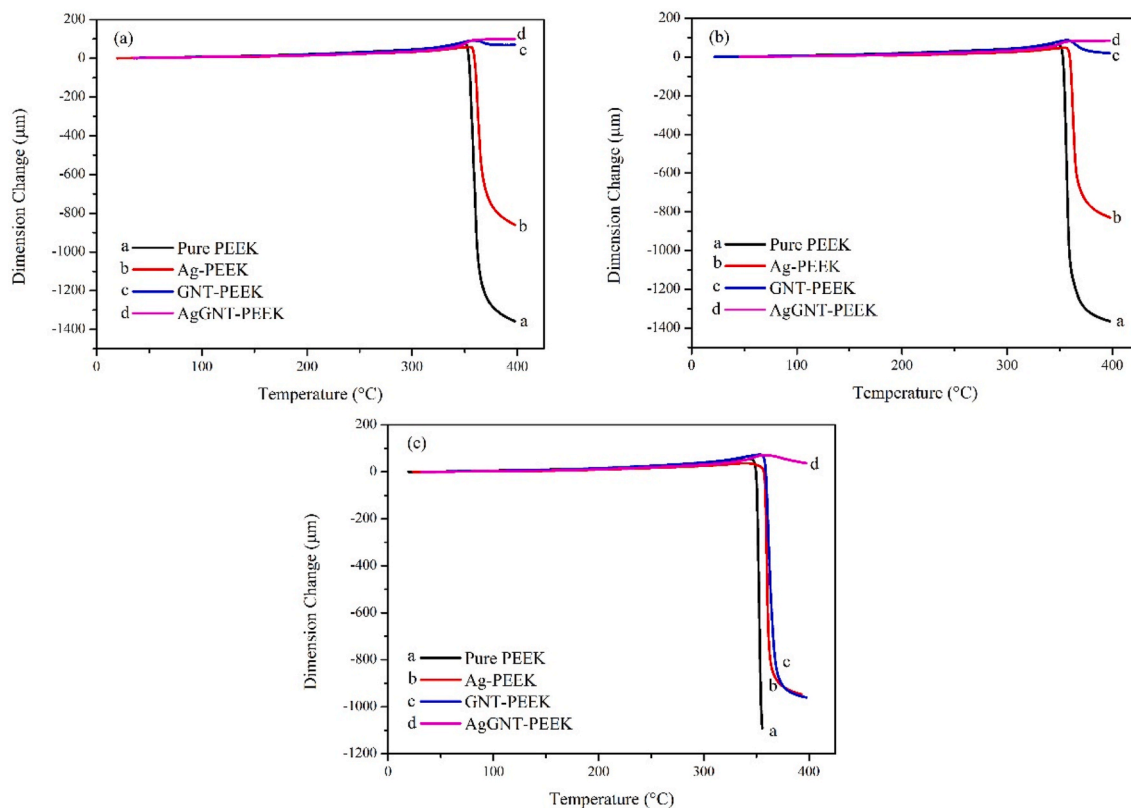 (a)
Dimension Change (µm)
200
0
-200
-400
-600
-800
-1000
-1200
-1400
d
c
b
a
a Pure PEEK
b Ag-PEEK
c GNT-PEEK
d AgGNT-PEEK
0 100 200 300 400
Temperature (°C)
(b)
Dimension Change (µm)
200
0
-200
-400
-600
-800
-1000
-1200
-1400
d
c
b
a
a Pure PEEK
b Ag-PEEK
c GNT-PEEK
d AgGNT-PEEK
0 100 200 300 400
Temperature (°C)
(c)
Dimension Change (µm)
200
0
-200
-400
-600
-800
-1000
-1200
d
c
b
a
a Pure PEEK
b Ag-PEEK
c GNT-PEEK
d AgGNT-PEEK
0 100 200 300 400
Temperature (°C)